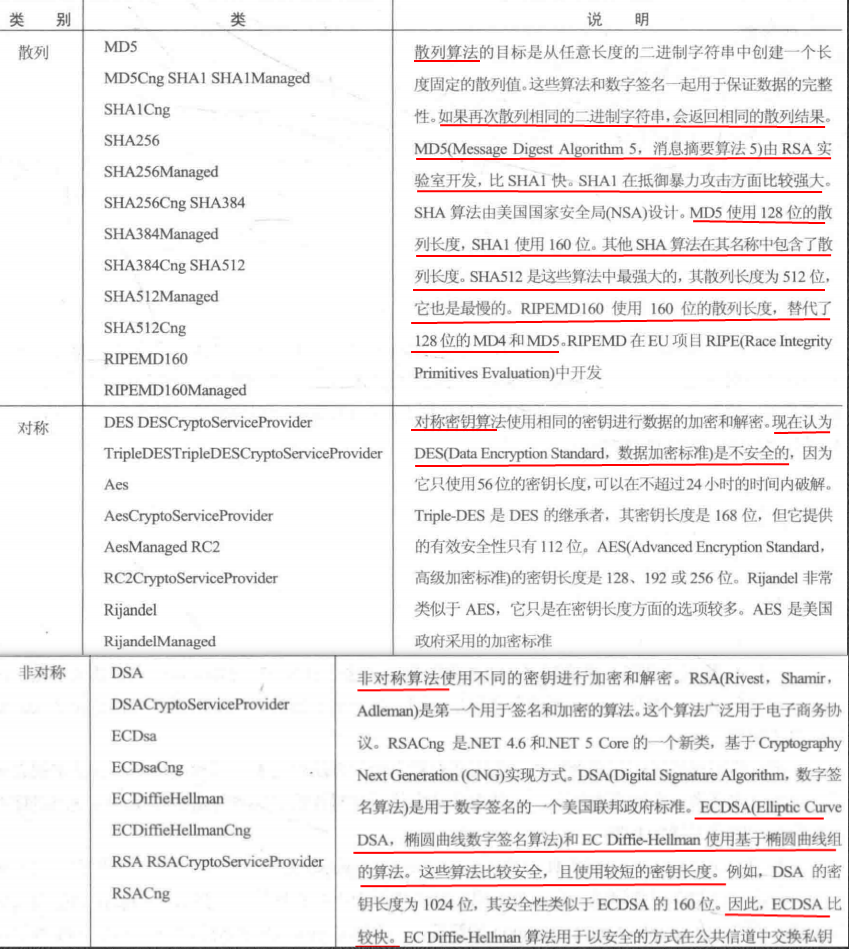 类 别 类 说 明
散列
MD5
MD5Cng SHA1 SHA1Managed
SHA1Cng
SHA256
SHA256Managed
SHA256Cng SHA384
SHA384Managed
SHA384Cng SHA512
SHA512Managed
SHA512Cng
RIPEMD160
RIPEMD160Managed
散列算法的目标是从任意长度的二进制字符串中创建一个长
度固定的散列值。这些算法和数字签名一起用于保证数据的完整
性。如果再次散列相同的二进制字符串,会返回相同的散列结果。
MD5(Message Digest Algorithm 5，消息摘要算法 5)由 RSA 实
验室开发，比 SHA1 快。SHA1 在抵御暴力攻击方面比较强大。
SHA 算法由美国国家安全局(NSA)设计。MD5 使用 128 位的散
列长度，SHA1 使用 160 位。其他 SHA 算法在其名称中包含了散
列长度。SHA512 是这些算法中最强大的，其散列长度为 512 位，
它也是最慢的。RIPEMD160 使用 160 位的散列长度，替代了
128 位的 MD4 和 MD5。RIPEMD 在 EU 项目 RIPE(Race Integrity
Primitives Evaluation)中开发
对称
DES DESCryptoServiceProvider
TripleDESTripleDESCryptoServiceProvider
Aes
AesCryptoServiceProvider
AesManaged RC2
RC2CryptoServiceProvider
Rijandel
RijandelManaged
对称密钥算法使用相同的密钥进行数据的加密和解密。现在认为
DES(Data Encryption Standard，数据加密标准)是不安全的，因为
它只使用 56 位的密钥长度,可以在不超过 24 小时的时间内破解。
Triple-DES 是 DES 的继承者，其密钥长度是 168 位，但它提供
的有效安全性只有 112 位。AES(Advanced Encryption Standard，
高级加密标准)的密钥长度是 128、192 或 256 位。Rijandel 非常
类似于 AES，它只是在密钥长度方面的选项较多。AES 是美国
政府采用的加密标准
非对称
DSA
DSACryptoServiceProvider
ECDsa
ECDsaCng
ECDiffieHellman
ECDiffieHellmanCng
RSA RSACryptoServiceProvider
RSACng
非对称算法使用不同的密钥进行加密和解密。RSA(Rivest，Shamir，
Adleman)是第一个用于签名和加密的算法。这个算法广泛用于电子商务协
议。RSACng 是.NET 4.6 和.NET 5 Core 的一个新类，基于 Cryptography
Next Generation (CNG)实现方式。DSA(Digital Signature Algorithm，数字签
名算法)是用于数字签名的一个美国联邦政府标准。ECDSA(Elliptic Curve
DSA，椭圆曲线数字签名算法)和 EC Diffie-Hellman 使用基于椭圆曲线组
的算法。这些算法比较安全，且使用较短的密钥长度。例如，DSA 的密
钥长度为 1024 位，其安全性类似于 ECDSA 的 160 位。因此，ECDSA 比
较快。EC Diffie-Hellman 算法用于以安全的方式在公共信道中交换私钥